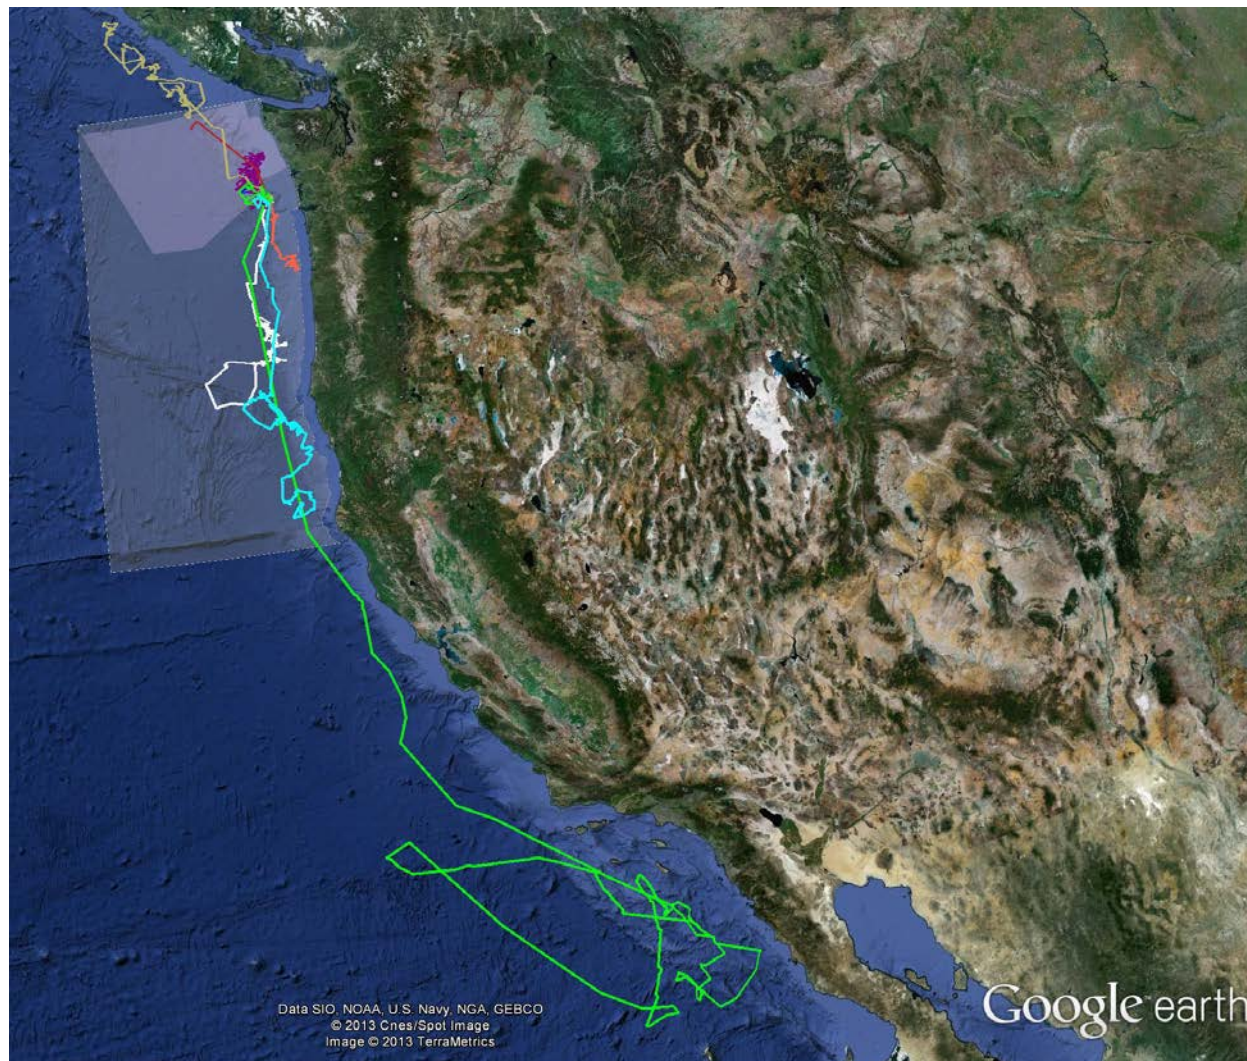 Data SIO, NOAA, U.S. Navy, NGA, GEBCO
© 2013 Cnes/Spot Image
Image © 2013 TerraMetrics
Google earth